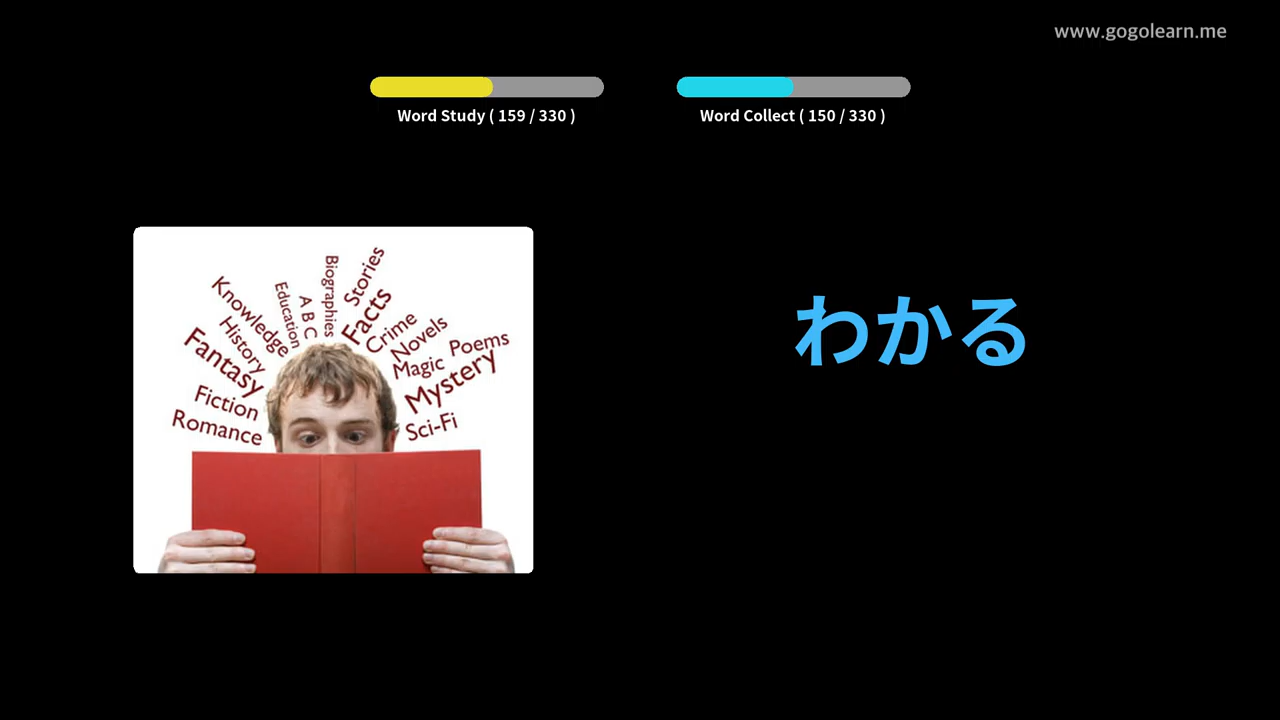 www.gogolearn.me
Word Study ( 159 / 330 )
Word Collect ( 150 / 330 )
Knowledge
Education
A B C
Biographies
Stories
History
Facts
Crime
Novels
Poems
Fantasy
Magic
Mystery
Fiction
Romance
Sci-Fi
わかる